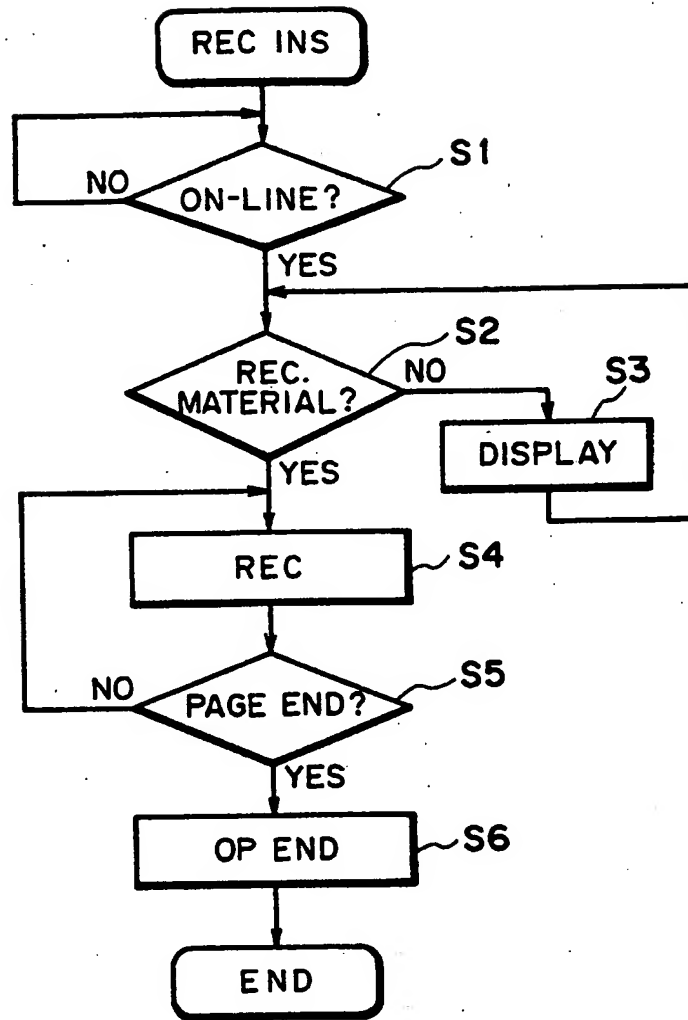 REC INS
S1
NO
ON-LINE?
YES
S2
REC.
MATERIAL?
NO
S3
DISPLAY
YES
REC
S4
S5
NO
PAGE END?
YES
OP END
S6
END